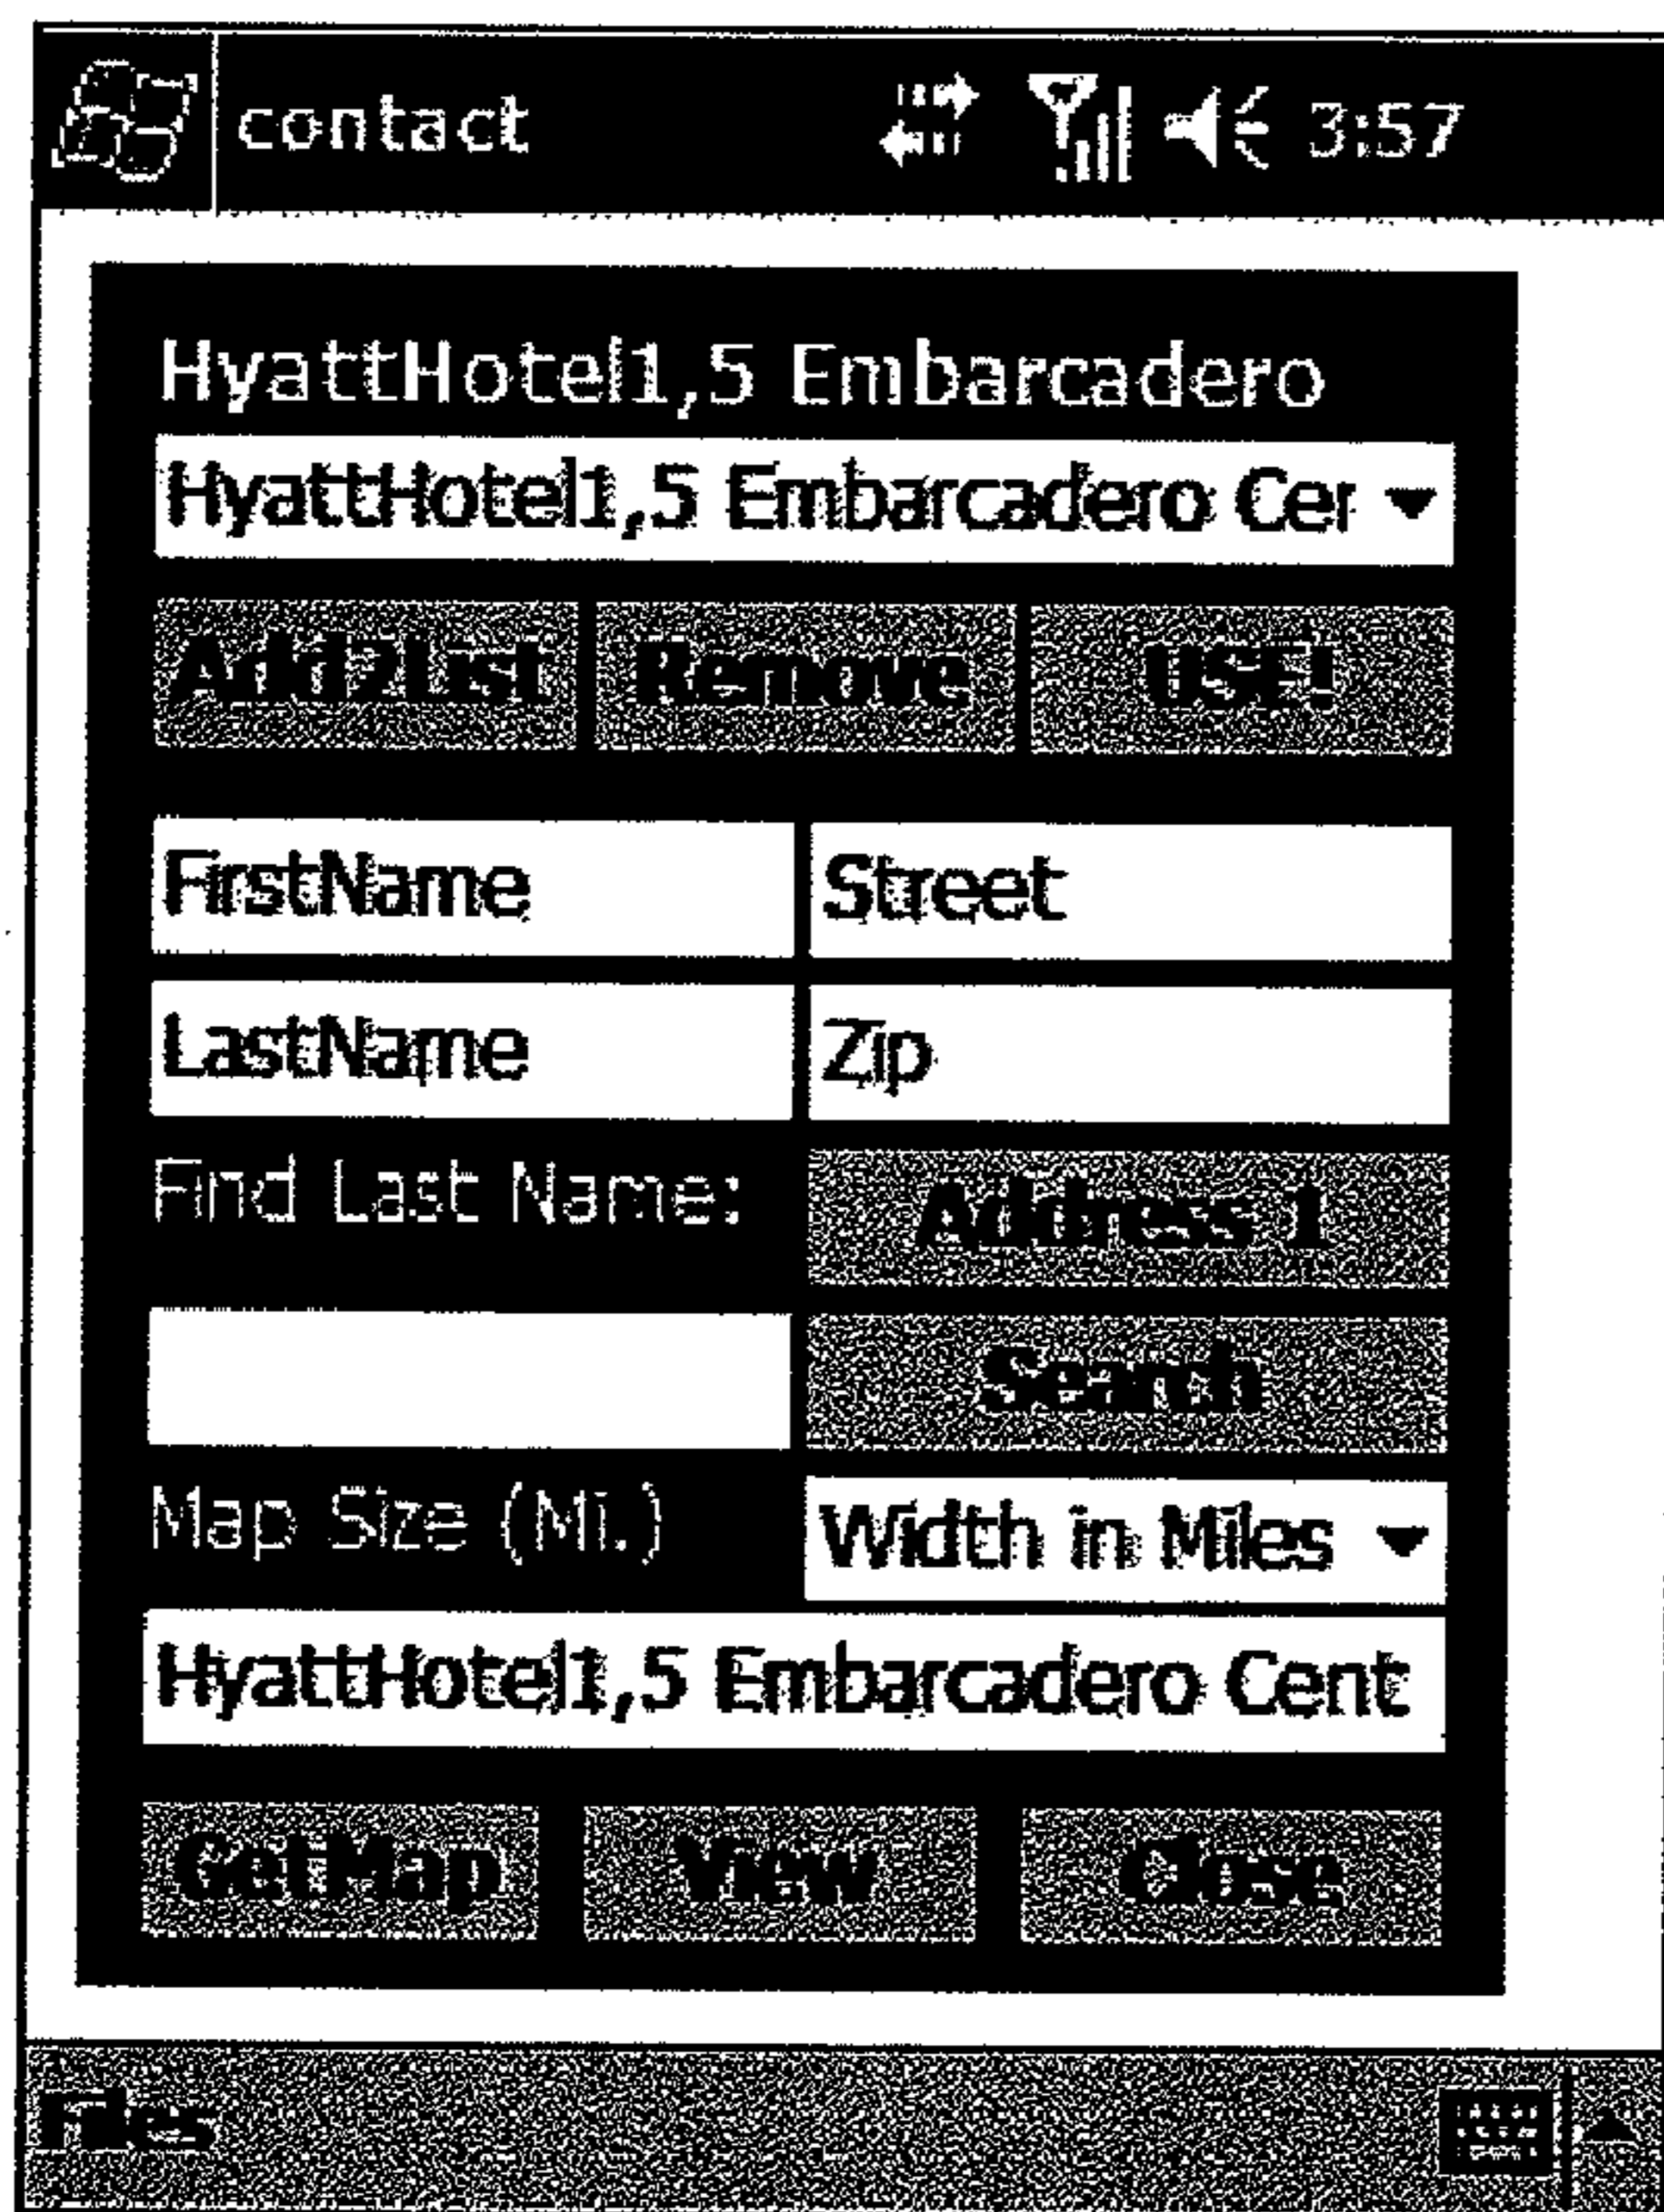 contact 3:57
HyattHotel1,5 Embarcadero
HyattHotel1,5 Embarcadero Cer
Add2List Remove USE!
FirstName Street
LastName Zip
Find Last Name: Address 1
Search
Map Size (Mi.) Width in Miles
HyattHotel1,5 Embarcadero Cent
GetMap View Close
Files